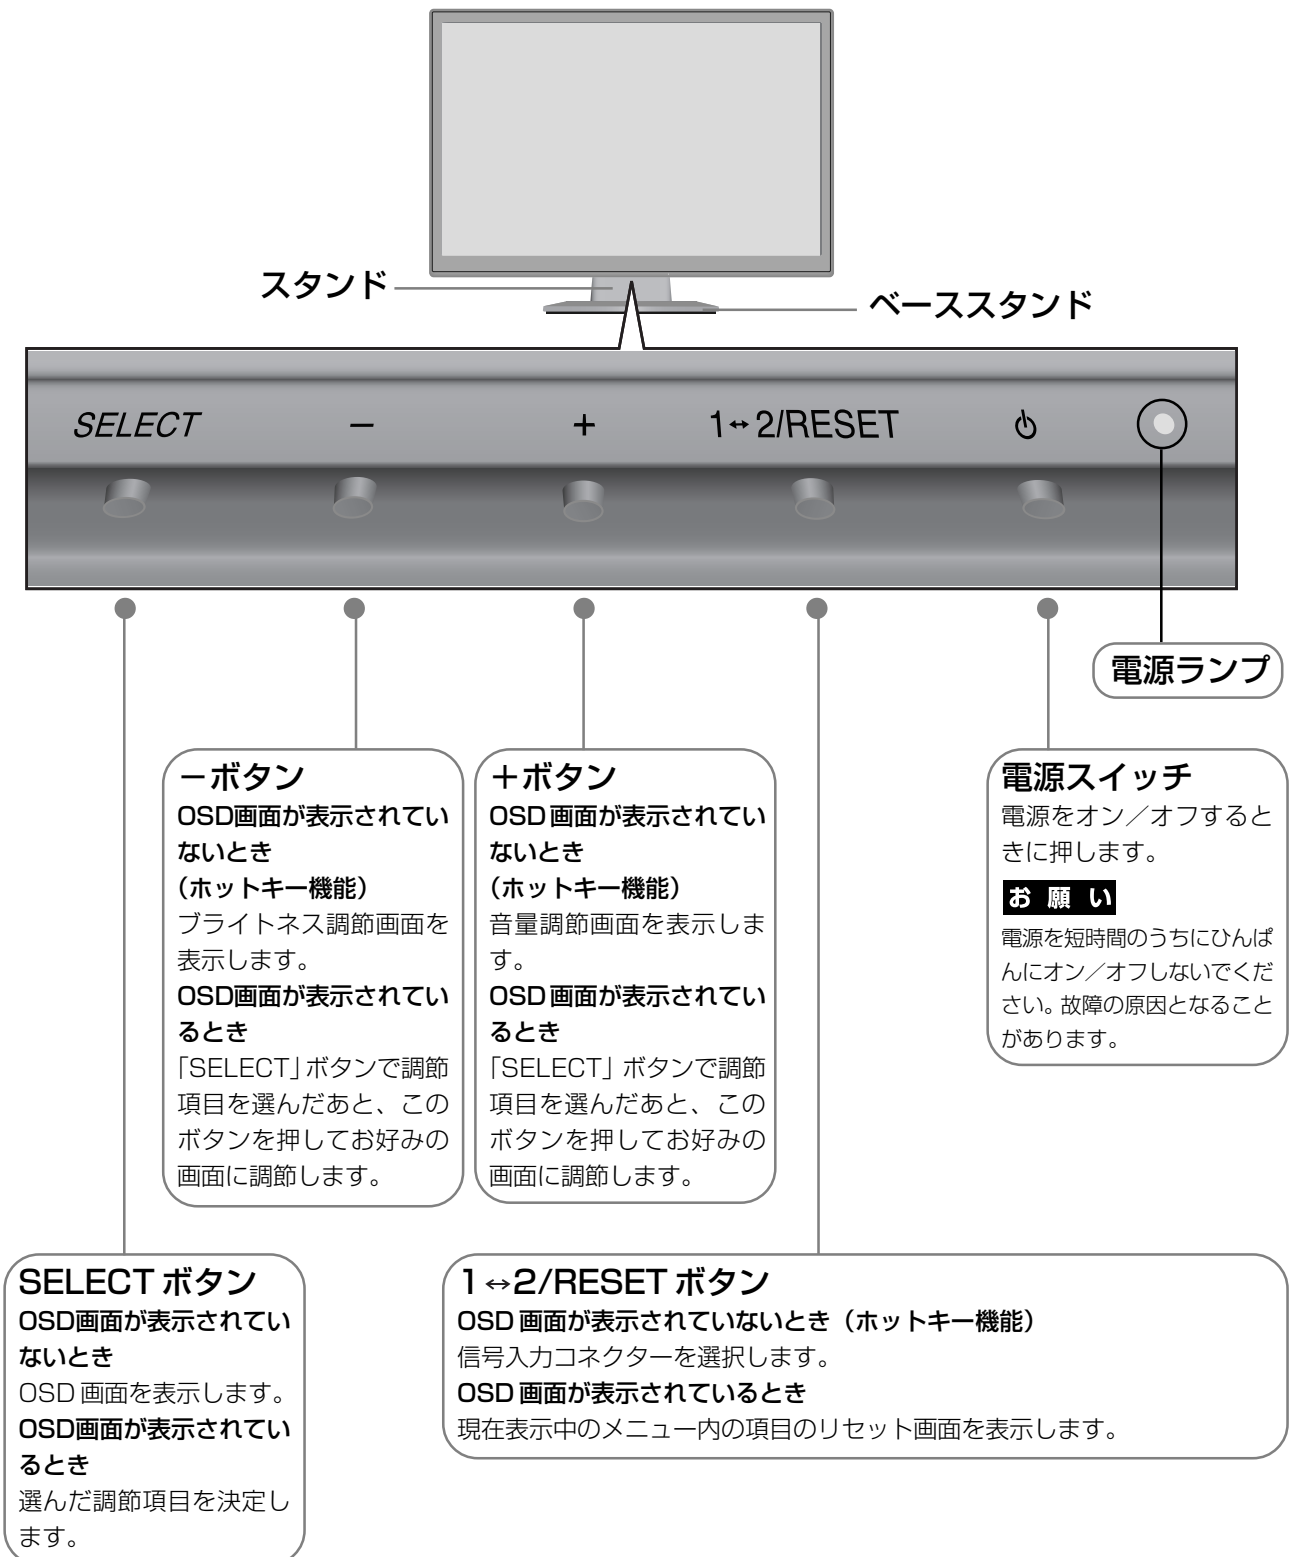 スタンド
ベーススタンド
SELECT
−
+
1↔2/RESET
電源ランプ
−ボタン
OSD画面が表示されてい
ないとき
（ホットキー機能）
ブライトネス調節画面を
表示します。
OSD画面が表示されてい
るとき
「SELECT」ボタンで調節
項目を選んだあと、この
ボタンを押してお好みの
画面に調節します。
＋ボタン
OSD 画面が表示されてい
ないとき
（ホットキー機能）
音量調節画面を表示しま
す。
OSD 画面が表示されてい
るとき
「SELECT」ボタンで調節
項目を選んだあと、この
ボタンを押してお好みの
画面に調節します。
電源スイッチ
電源をオン／オフすると
きに押します。
お 願 い
電源を短時間のうちにひんぱ
んにオン／オフしないでくだ
さい。故障の原因となること
があります。
SELECT ボタン
OSD画面が表示されてい
ないとき
OSD 画面を表示します。
OSD画面が表示されてい
るとき
選んだ調節項目を決定し
ます。
1↔2/RESET ボタン
OSD 画面が表示されていないとき（ホットキー機能）
信号入力コネクターを選択します。
OSD 画面が表示されているとき
現在表示中のメニュー内の項目のリセット画面を表示します。